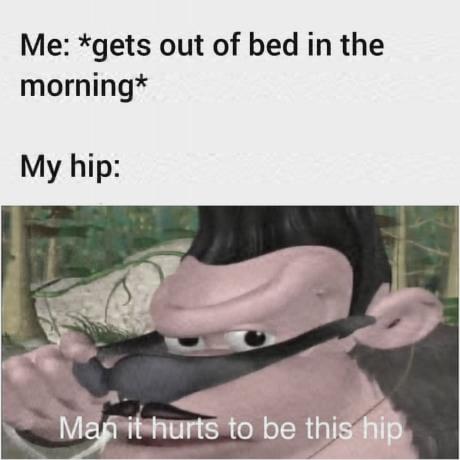 Me: *gets out of bed in the
morning*
My hip:
Man it hurts to be this hip